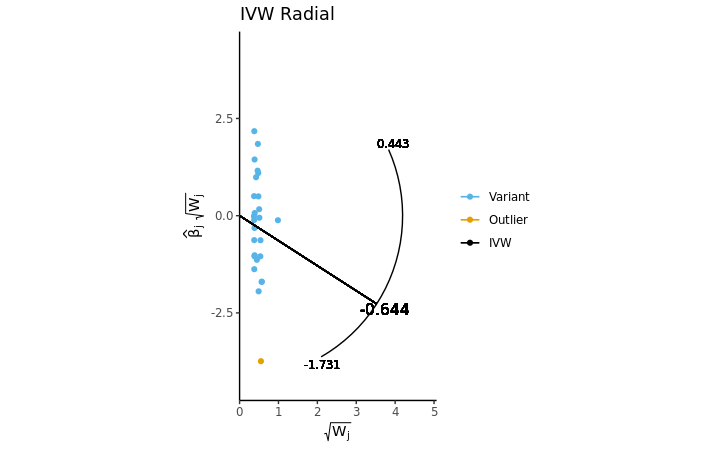 IVW Radial
2.5
0.0
-2.5
β̂j √Wj
0.443
-0.644
-1.731
0 1 2 3 4 5
√Wj
Variant
Outlier
IVW